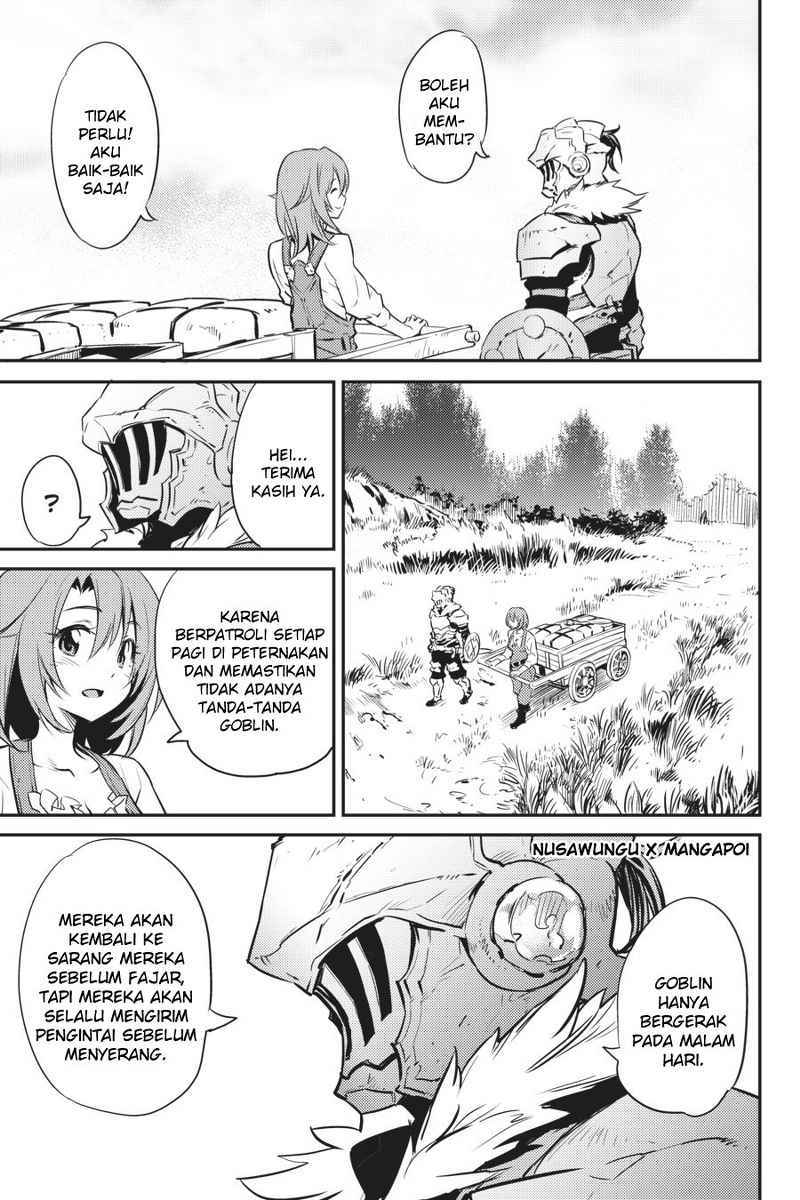 BOLEH
AKU
MEM-
BANTU?
TIDAK
PERLU!
AKU
BAIK-BAIK
SAJA!
HEI...
TERIMA
KASIH YA.
?
KARENA
BERPATROLI SETIAP
PAGI DI PETERNAKAN
DAN MEMASTIKAN
TIDAK ADANYA
TANDA-TANDA
GOBLIN.
NUSAWUNGU X MANGAPOI
GOBLIN
HANYA
BERGERAK
PADA MALAM
HARI.
MEREKA AKAN
KEMBALI KE
SARANG MEREKA
SEBELUM FAJAR,
TAPI MEREKA AKAN
SELALU MENGIRIM
PENGINTAI SEBELUM
MENYERANG.